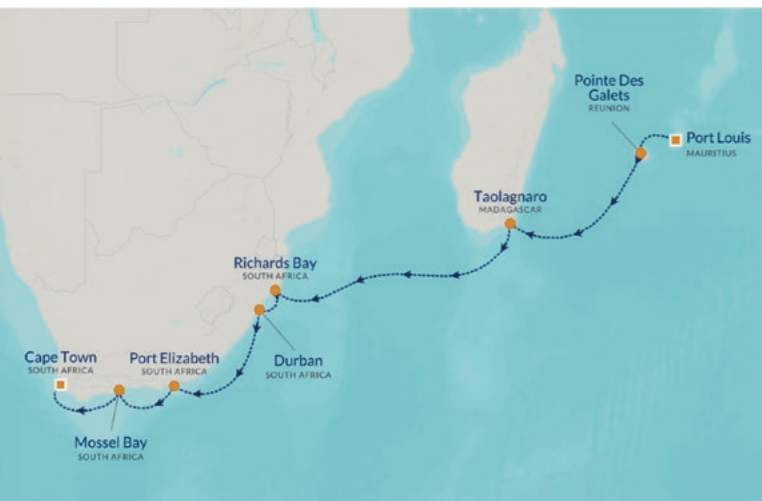 Pointe Des
Galets
REUNION
Port Louis
MAURITIUS
Taolagnaro
MADAGASCAR
Richards Bay
SOUTH AFRICA
Durban
SOUTH AFRICA
Port Elizabeth
SOUTH AFRICA
Cape Town
SOUTH AFRICA
Mossel Bay
SOUTH AFRICA